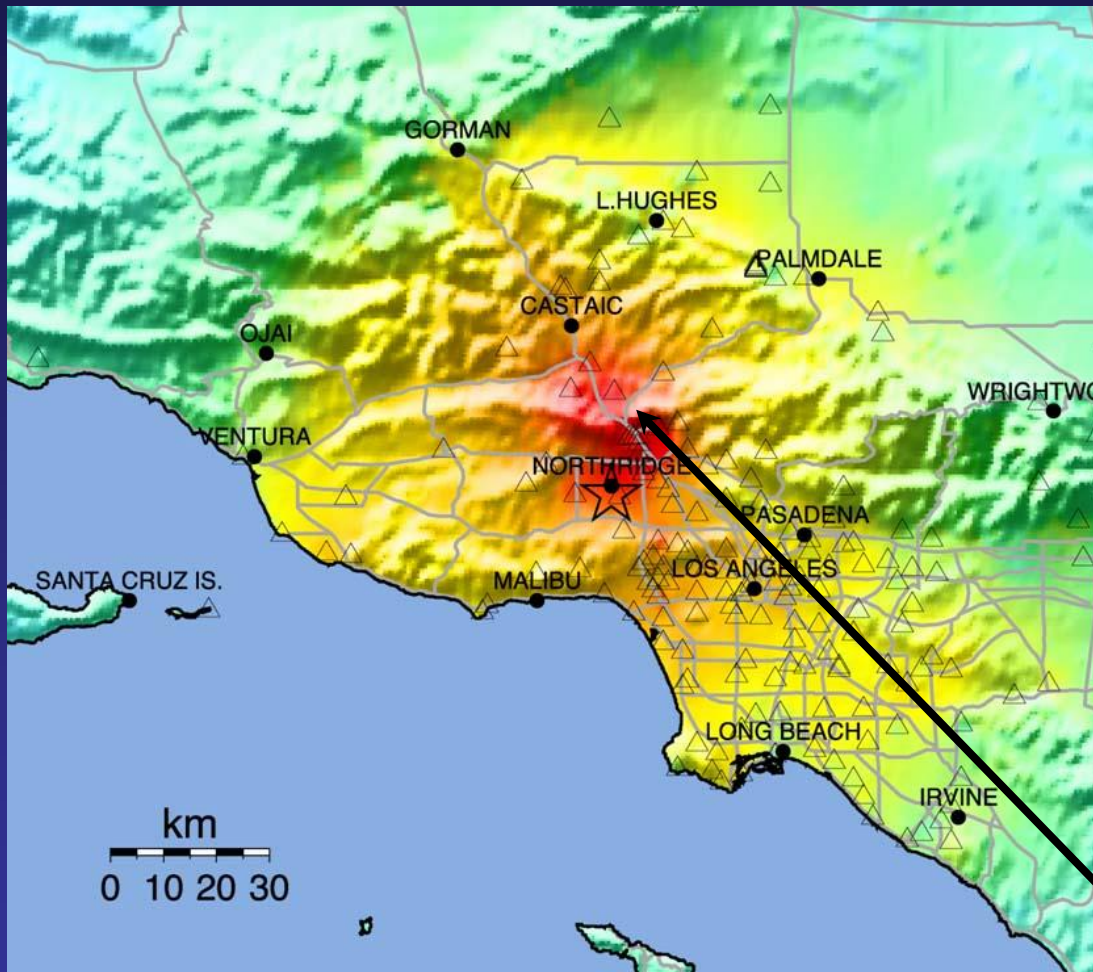 GORMAN
L.HUGHES
PALMDALE
CASTAIC
OJAI
WRIGHTWO
VENTURA
NORTHRIDGE
PASADENA
SANTA CRUZ IS.
MALIBU
LOS ANGELES
LONG BEACH
IRVINE
km
0 10 20 30